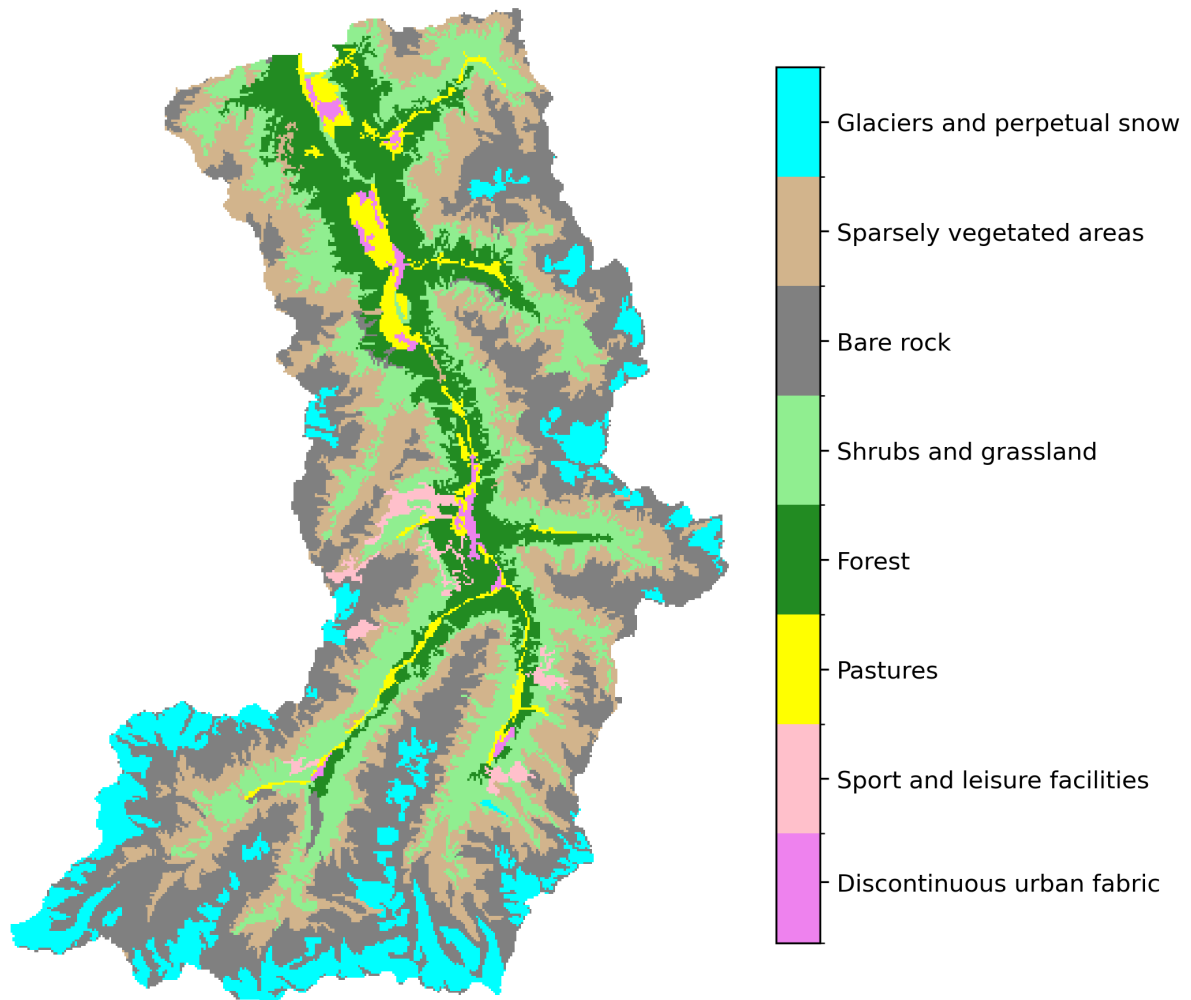 Glaciers and perpetual snow
Sparsely vegetated areas
Bare rock
Shrubs and grassland
Forest
Pastures
Sport and leisure facilities
Discontinuous urban fabric